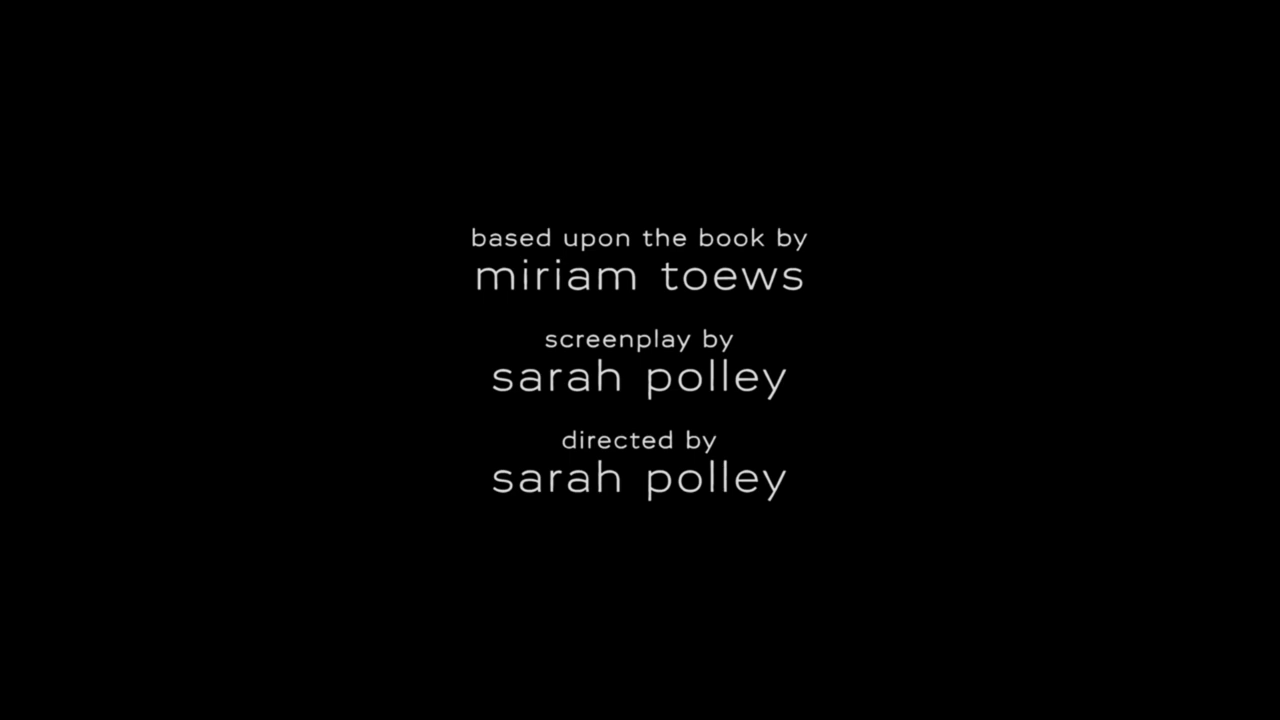 based upon the book by
miriam toews
screenplay by
sarah polley
directed by
sarah polley